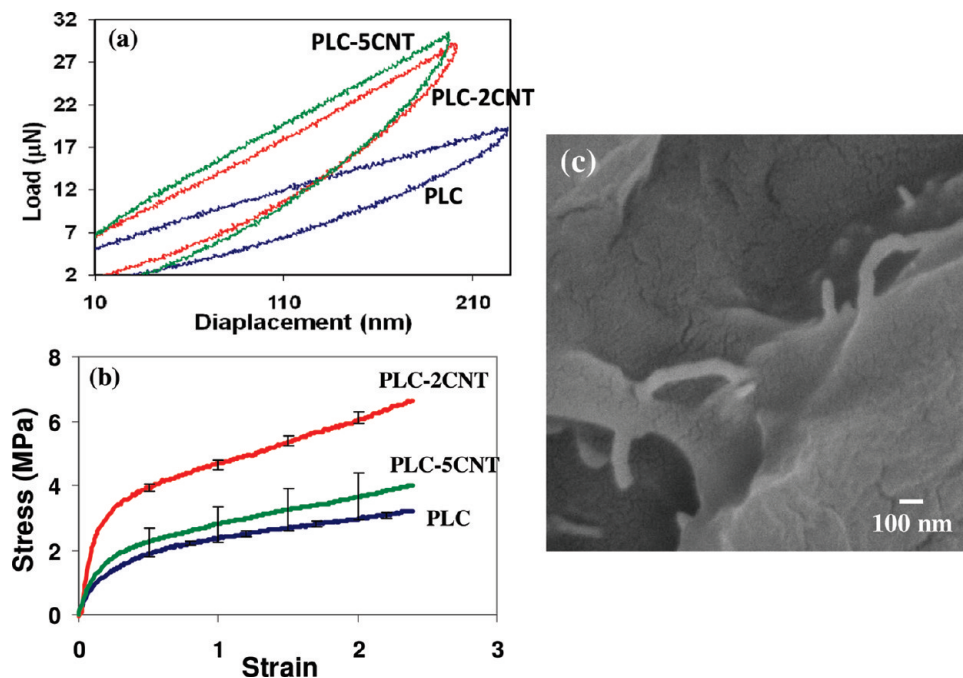 (a)
PLC-5CNT
PLC-2CNT
PLC
Load (μN)
32
27
22
17
12
7
2
10
110
210
Diaplacement (nm)
(b)
PLC-2CNT
PLC-5CNT
PLC
Stress (MPa)
8
6
4
2
0
0
1
2
3
Strain
(c)
100 nm